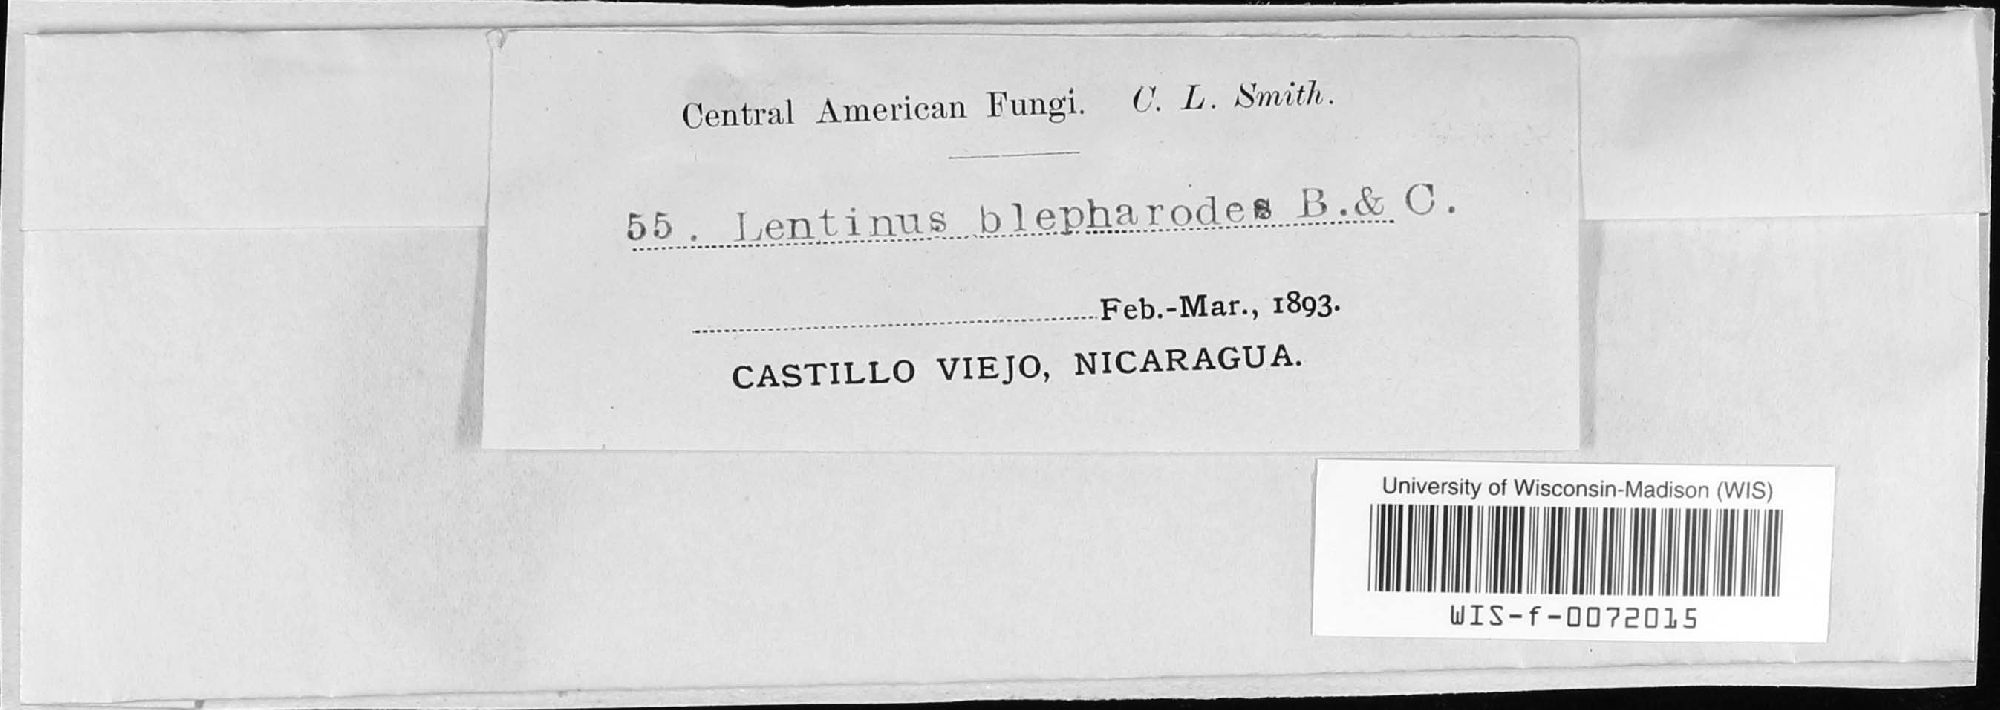 Central American Fungi. C. L. Smith.
55. Lentinus blepharodes B.& C.
Feb.-Mar., 1893.
CASTILLO VIEJO, NICARAGUA.
University of Wisconsin-Madison (WIS)
WIS-f-0072015